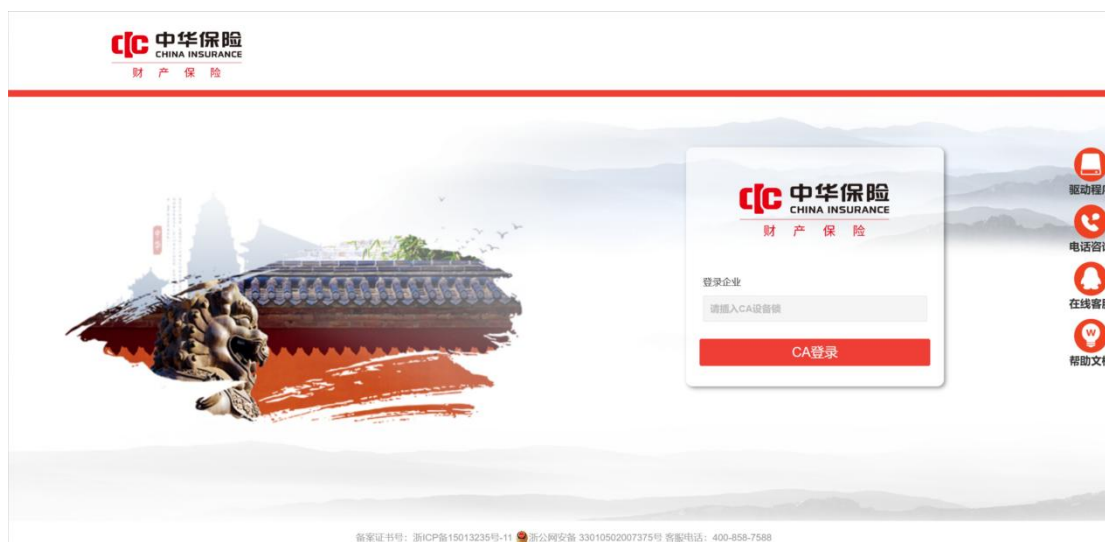 中华保险
CHINA INSURANCE
财产保险
中华保险
CHINA INSURANCE
财产保险
登录企业
请插入CA设备锁
CA登录
驱动程
电话咨
在线客
帮助文
备案证书号：浙ICP备15013235号-11 浙公网安备 33010502007375号 客服电话：400-858-7588